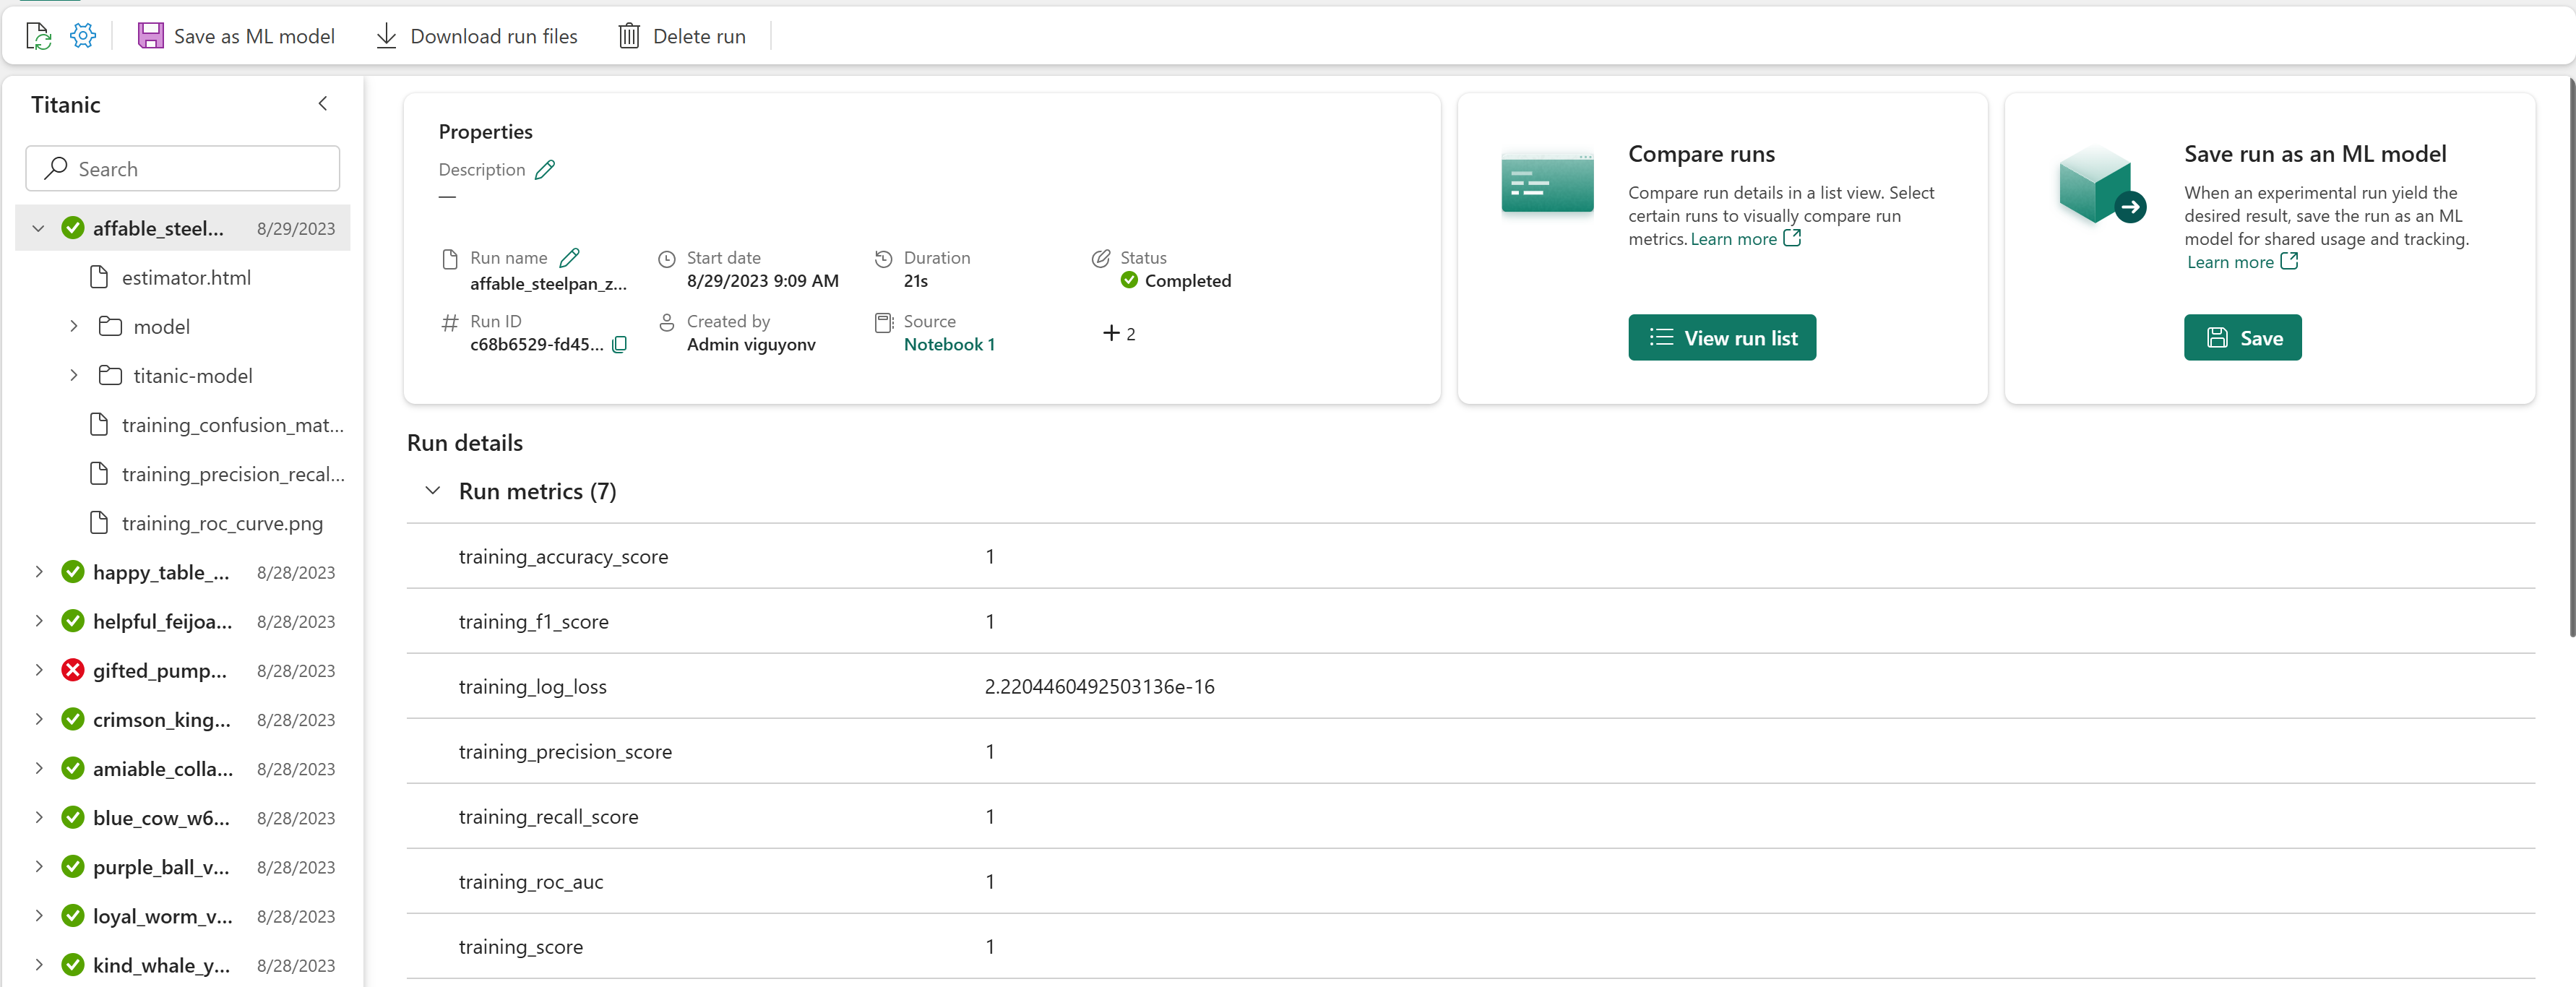 Save as ML model
Download run files
Delete run
Titanic
Search
affable_steel... 8/29/2023
estimator.html
model
titanic-model
training_confusion_mat...
training_precision_recal...
training_roc_curve.png
happy_table_... 8/28/2023
helpful_feijoa... 8/28/2023
gifted_pump... 8/28/2023
crimson_king... 8/28/2023
amiable_colla... 8/28/2023
blue_cow_w6... 8/28/2023
purple_ball_v... 8/28/2023
loyal_worm_v... 8/28/2023
kind_whale_y... 8/28/2023
Properties
Description
—
Run name
affable_steelpan_z...
Start date
8/29/2023 9:09 AM
Duration
21s
Status
Completed
Run ID
c68b6529-fd45...
Created by
Admin viguyonv
Source
Notebook 1
+ 2
Compare runs
Compare run details in a list view. Select
certain runs to visually compare run
metrics. Learn more
View run list
Save run as an ML model
When an experimental run yield the
desired result, save the run as an ML
model for shared usage and tracking.
Learn more
Save
Run details
Run metrics (7)
training_accuracy_score 1
training_f1_score 1
training_log_loss 2.2204460492503136e-16
training_precision_score 1
training_recall_score 1
training_roc_auc 1
training_score 1